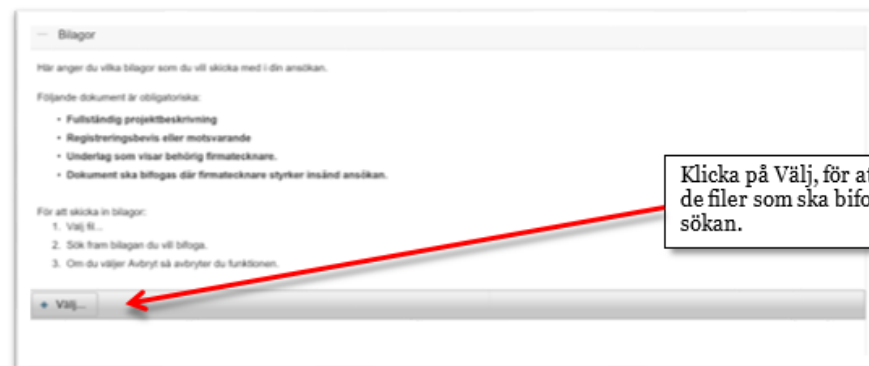 Bilagor
Här anger du vilka bilagor som du vill skicka med i din ansökan.
Följande dokument är obligatoriska:
• Fullständig projektbeskrivning
• Registreringsbevis eller motsvarande
• Underlag som visar behörig firmatecknare.
• Dokument ska bifogas där firmatecknare styrker insänd ansökan.
Klicka på Välj, för at
de filer som ska bifo
sökan.
För att skicka in bilagor:
1. Välj fil...
2. Sök fram bilagan du vill bifoga.
3. Om du väljer Avbryt så avbryter du funktionen.
+ Välj...